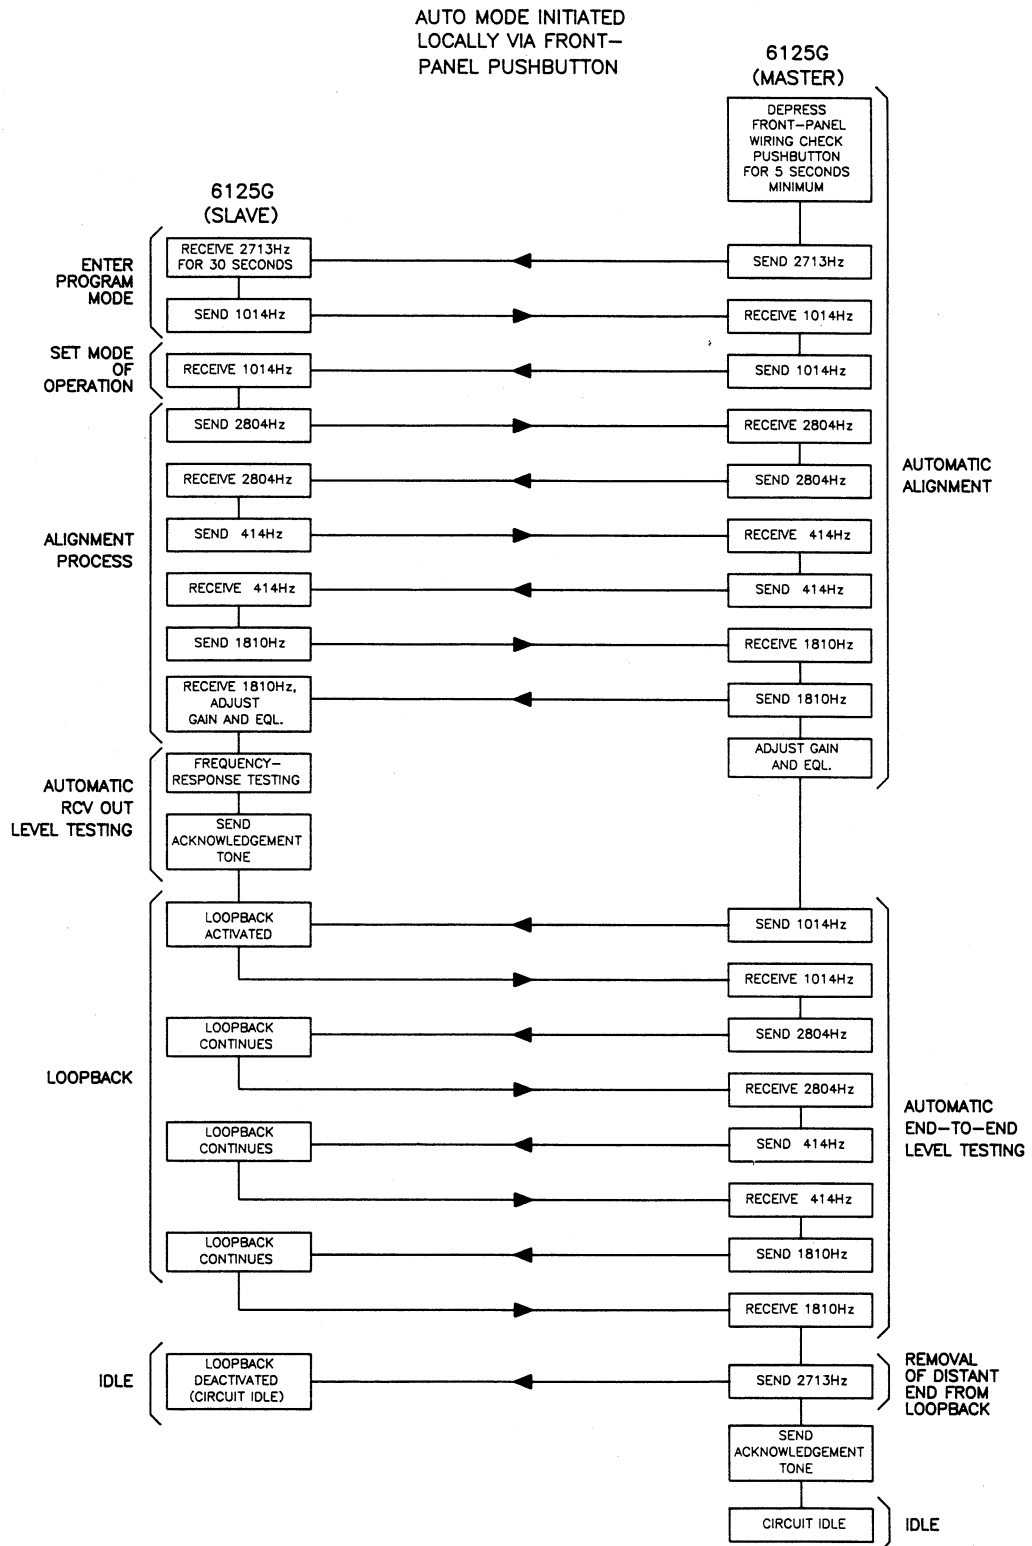 AUTO MODE INITIATED
LOCALLY VIA FRONT–
PANEL PUSHBUTTON
6125G
(MASTER)
DEPRESS
FRONT–PANEL
WIRING CHECK
PUSHBUTTON
FOR 5 SECONDS
MINIMUM
6125G
(SLAVE)
ENTER
PROGRAM
MODE
RECEIVE 2713Hz
FOR 30 SECONDS
SEND 2713Hz
SEND 1014Hz
RECEIVE 1014Hz
SET MODE
OF
OPERATION
RECEIVE 1014Hz
SEND 1014Hz
SEND 2804Hz
RECEIVE 2804Hz
AUTOMATIC
ALIGNMENT
RECEIVE 2804Hz
SEND 2804Hz
ALIGNMENT
PROCESS
SEND 414Hz
RECEIVE 414Hz
RECEIVE 414Hz
SEND 414Hz
SEND 1810Hz
RECEIVE 1810Hz
RECEIVE 1810Hz,
ADJUST
GAIN AND EQL.
SEND 1810Hz
ADJUST GAIN
AND EQL.
AUTOMATIC
RCV OUT
LEVEL TESTING
FREQUENCY–
RESPONSE TESTING
SEND
ACKNOWLEDGEMENT
TONE
LOOPBACK
ACTIVATED
SEND 1014Hz
RECEIVE 1014Hz
LOOPBACK
CONTINUES
SEND 2804Hz
LOOPBACK
RECEIVE 2804Hz
AUTOMATIC
END–TO–END
LEVEL TESTING
LOOPBACK
CONTINUES
SEND 414Hz
RECEIVE 414Hz
LOOPBACK
CONTINUES
SEND 1810Hz
RECEIVE 1810Hz
IDLE
LOOPBACK
DEACTIVATED
(CIRCUIT IDLE)
SEND 2713Hz
REMOVAL
OF DISTANT
END FROM
LOOPBACK
SEND
ACKNOWLEDGEMENT
TONE
CIRCUIT IDLE
IDLE